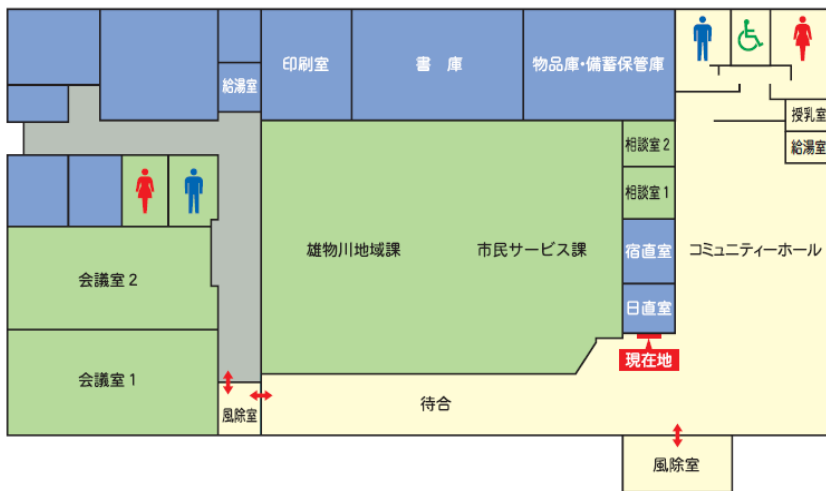 印刷室
書 庫
物品庫・備蓄保管庫
給湯室
授乳室
給湯室
相談室2
相談室1
雄物川地域課
市民サービス課
宿直室
コミュニティーホール
会議室2
日直室
現在地
会議室1
待合
風除室
風除室